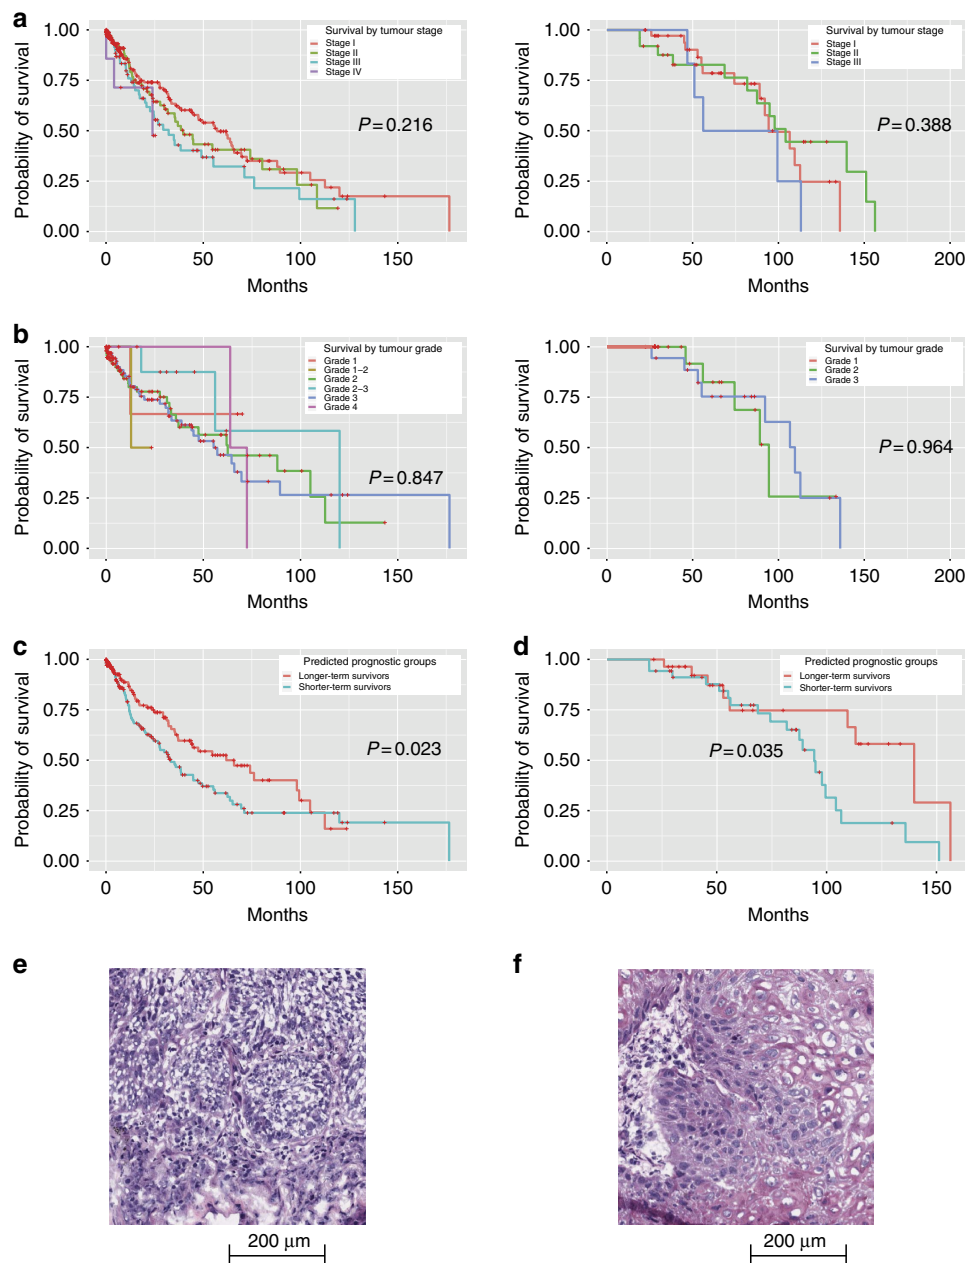 a
Probability of survival
1.00
0.75
0.50
0.25
0.00
Survival by tumour stage
Stage I
Stage II
Stage III
Stage IV
P = 0.216
0 50 100 150
Months
Probability of survival
1.00
0.75
0.50
0.25
0.00
Survival by tumour stage
Stage I
Stage II
Stage III
P = 0.388
0 50 100 150 200
Months
b
Probability of survival
1.00
0.75
0.50
0.25
0.00
Survival by tumour grade
Grade 1
Grade 1–2
Grade 2
Grade 2–3
Grade 3
Grade 4
P = 0.847
0 50 100 150
Months
Probability of survival
1.00
0.75
0.50
0.25
0.00
Survival by tumour grade
Grade 1
Grade 2
Grade 3
P = 0.964
0 50 100 150 200
Months
c
Probability of survival
1.00
0.75
0.50
0.25
0.00
Predicted prognostic groups
Longer-term survivors
Shorter-term survivors
P = 0.023
0 50 100 150
Months
d
Probability of survival
1.00
0.75
0.50
0.25
0.00
Predicted prognostic groups
Longer-term survivors
Shorter-term survivors
P = 0.035
0 50 100 150
Months
e
200 μm
f
200 μm